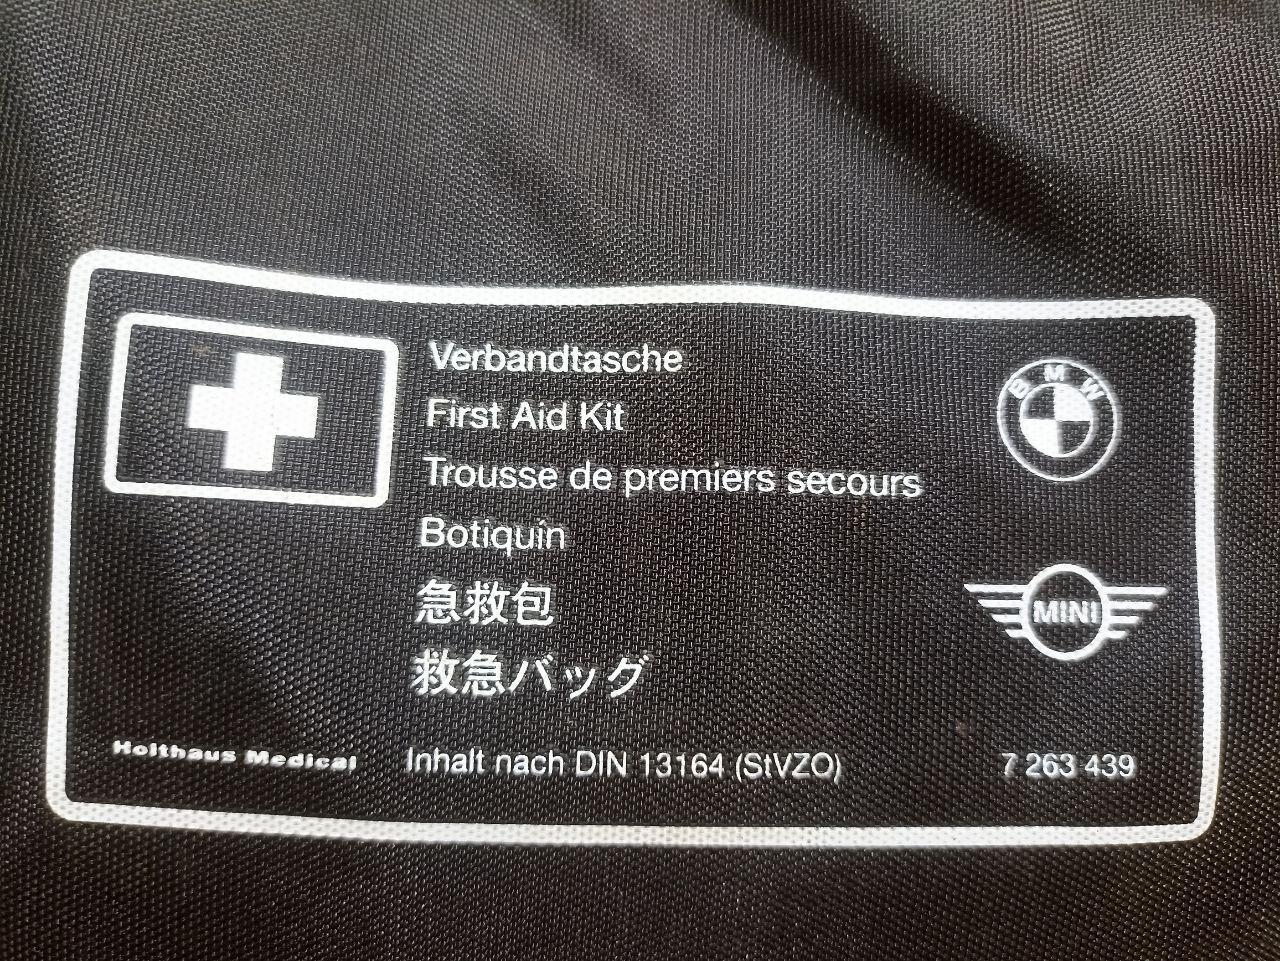 Verbandtasche
First Aid Kit
Trousse de premiers secours
Botiquín
急救包
救急バッグ
BMW
MINI
Holthaus Medical
Inhalt nach DIN 13164 (StVZO)
7 263 439